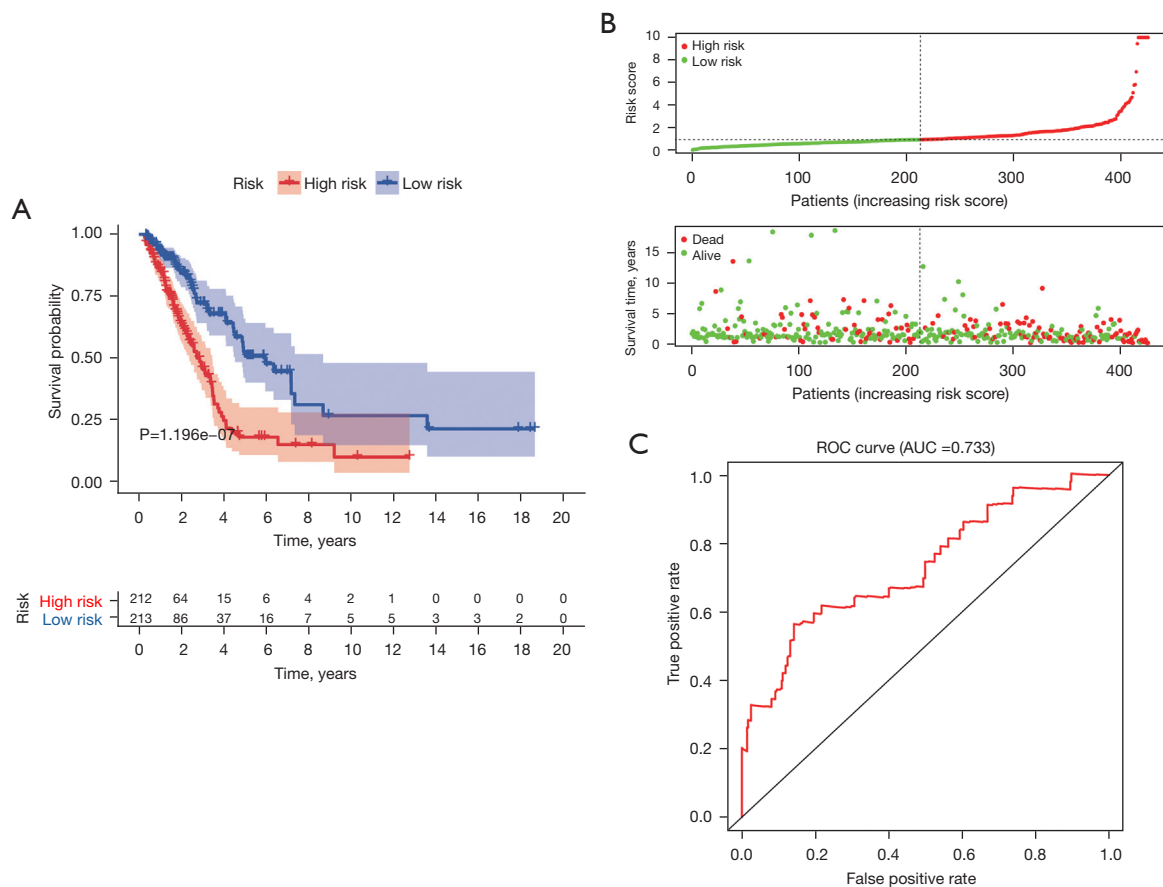 A
Risk High risk Low risk
Survival probability
1.00
0.75
0.50
0.25
0.00
P=1.196e−07
0 2 4 6 8 10 12 14 16 18 20
Time, years
Risk
High risk 212 64 15 6 4 2 1 0 0 0 0
Low risk 213 86 37 16 7 5 5 3 3 2 0
0 2 4 6 8 10 12 14 16 18 20
Time, years
B
Risk score
10
8
6
4
2
0
High risk
Low risk
0 100 200 300 400
Patients (increasing risk score)
Survival time, years
15
10
5
0
Dead
Alive
0 100 200 300 400
Patients (increasing risk score)
C
ROC curve (AUC =0.733)
True positive rate
1.0
0.8
0.6
0.4
0.2
0.0
0.0 0.2 0.4 0.6 0.8 1.0
False positive rate